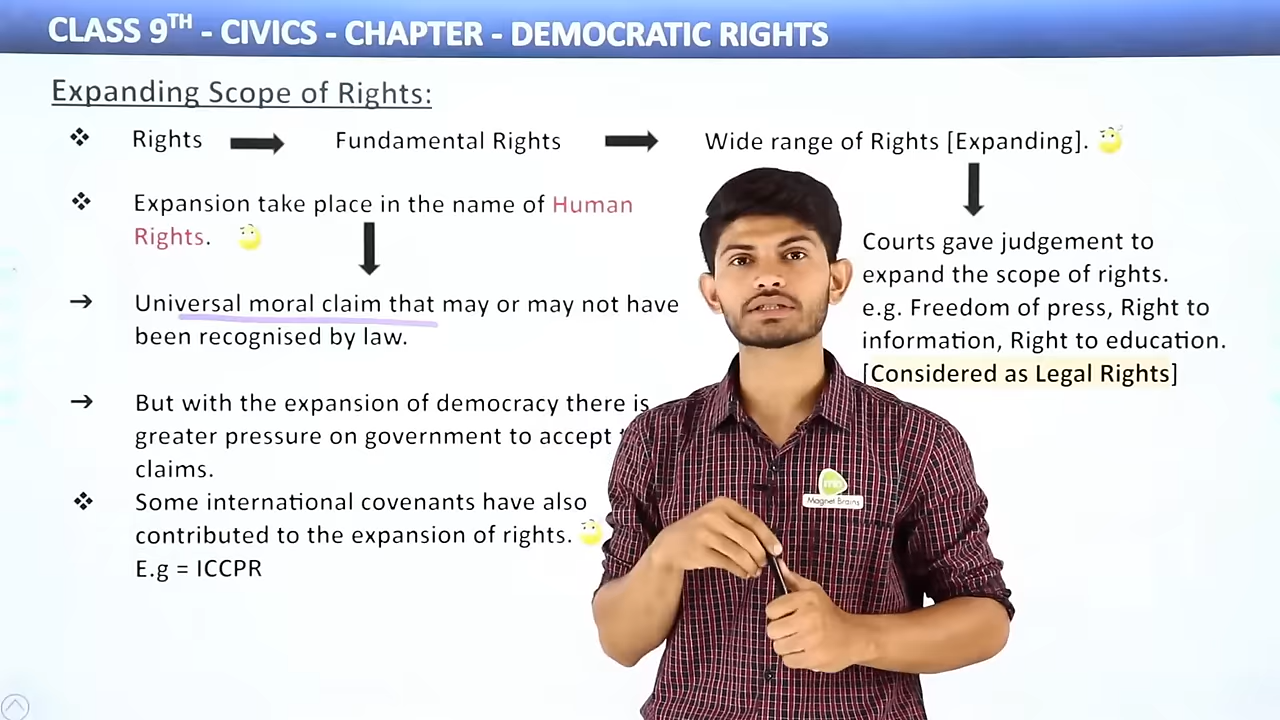 CLASS 9TH - CIVICS - CHAPTER - DEMOCRATIC RIGHTS
Expanding Scope of Rights:
Rights → Fundamental Rights → Wide range of Rights [Expanding].
Expansion take place in the name of Human
Rights.
→ Universal moral claim that may or may not have
been recognised by law.
→ But with the expansion of democracy there is
greater pressure on government to accept
claims.
Some international covenants have also
contributed to the expansion of rights.
E.g = ICCPR
Courts gave judgement to
expand the scope of rights.
e.g. Freedom of press, Right to
information, Right to education.
[Considered as Legal Rights]
mb
Magnet Brains